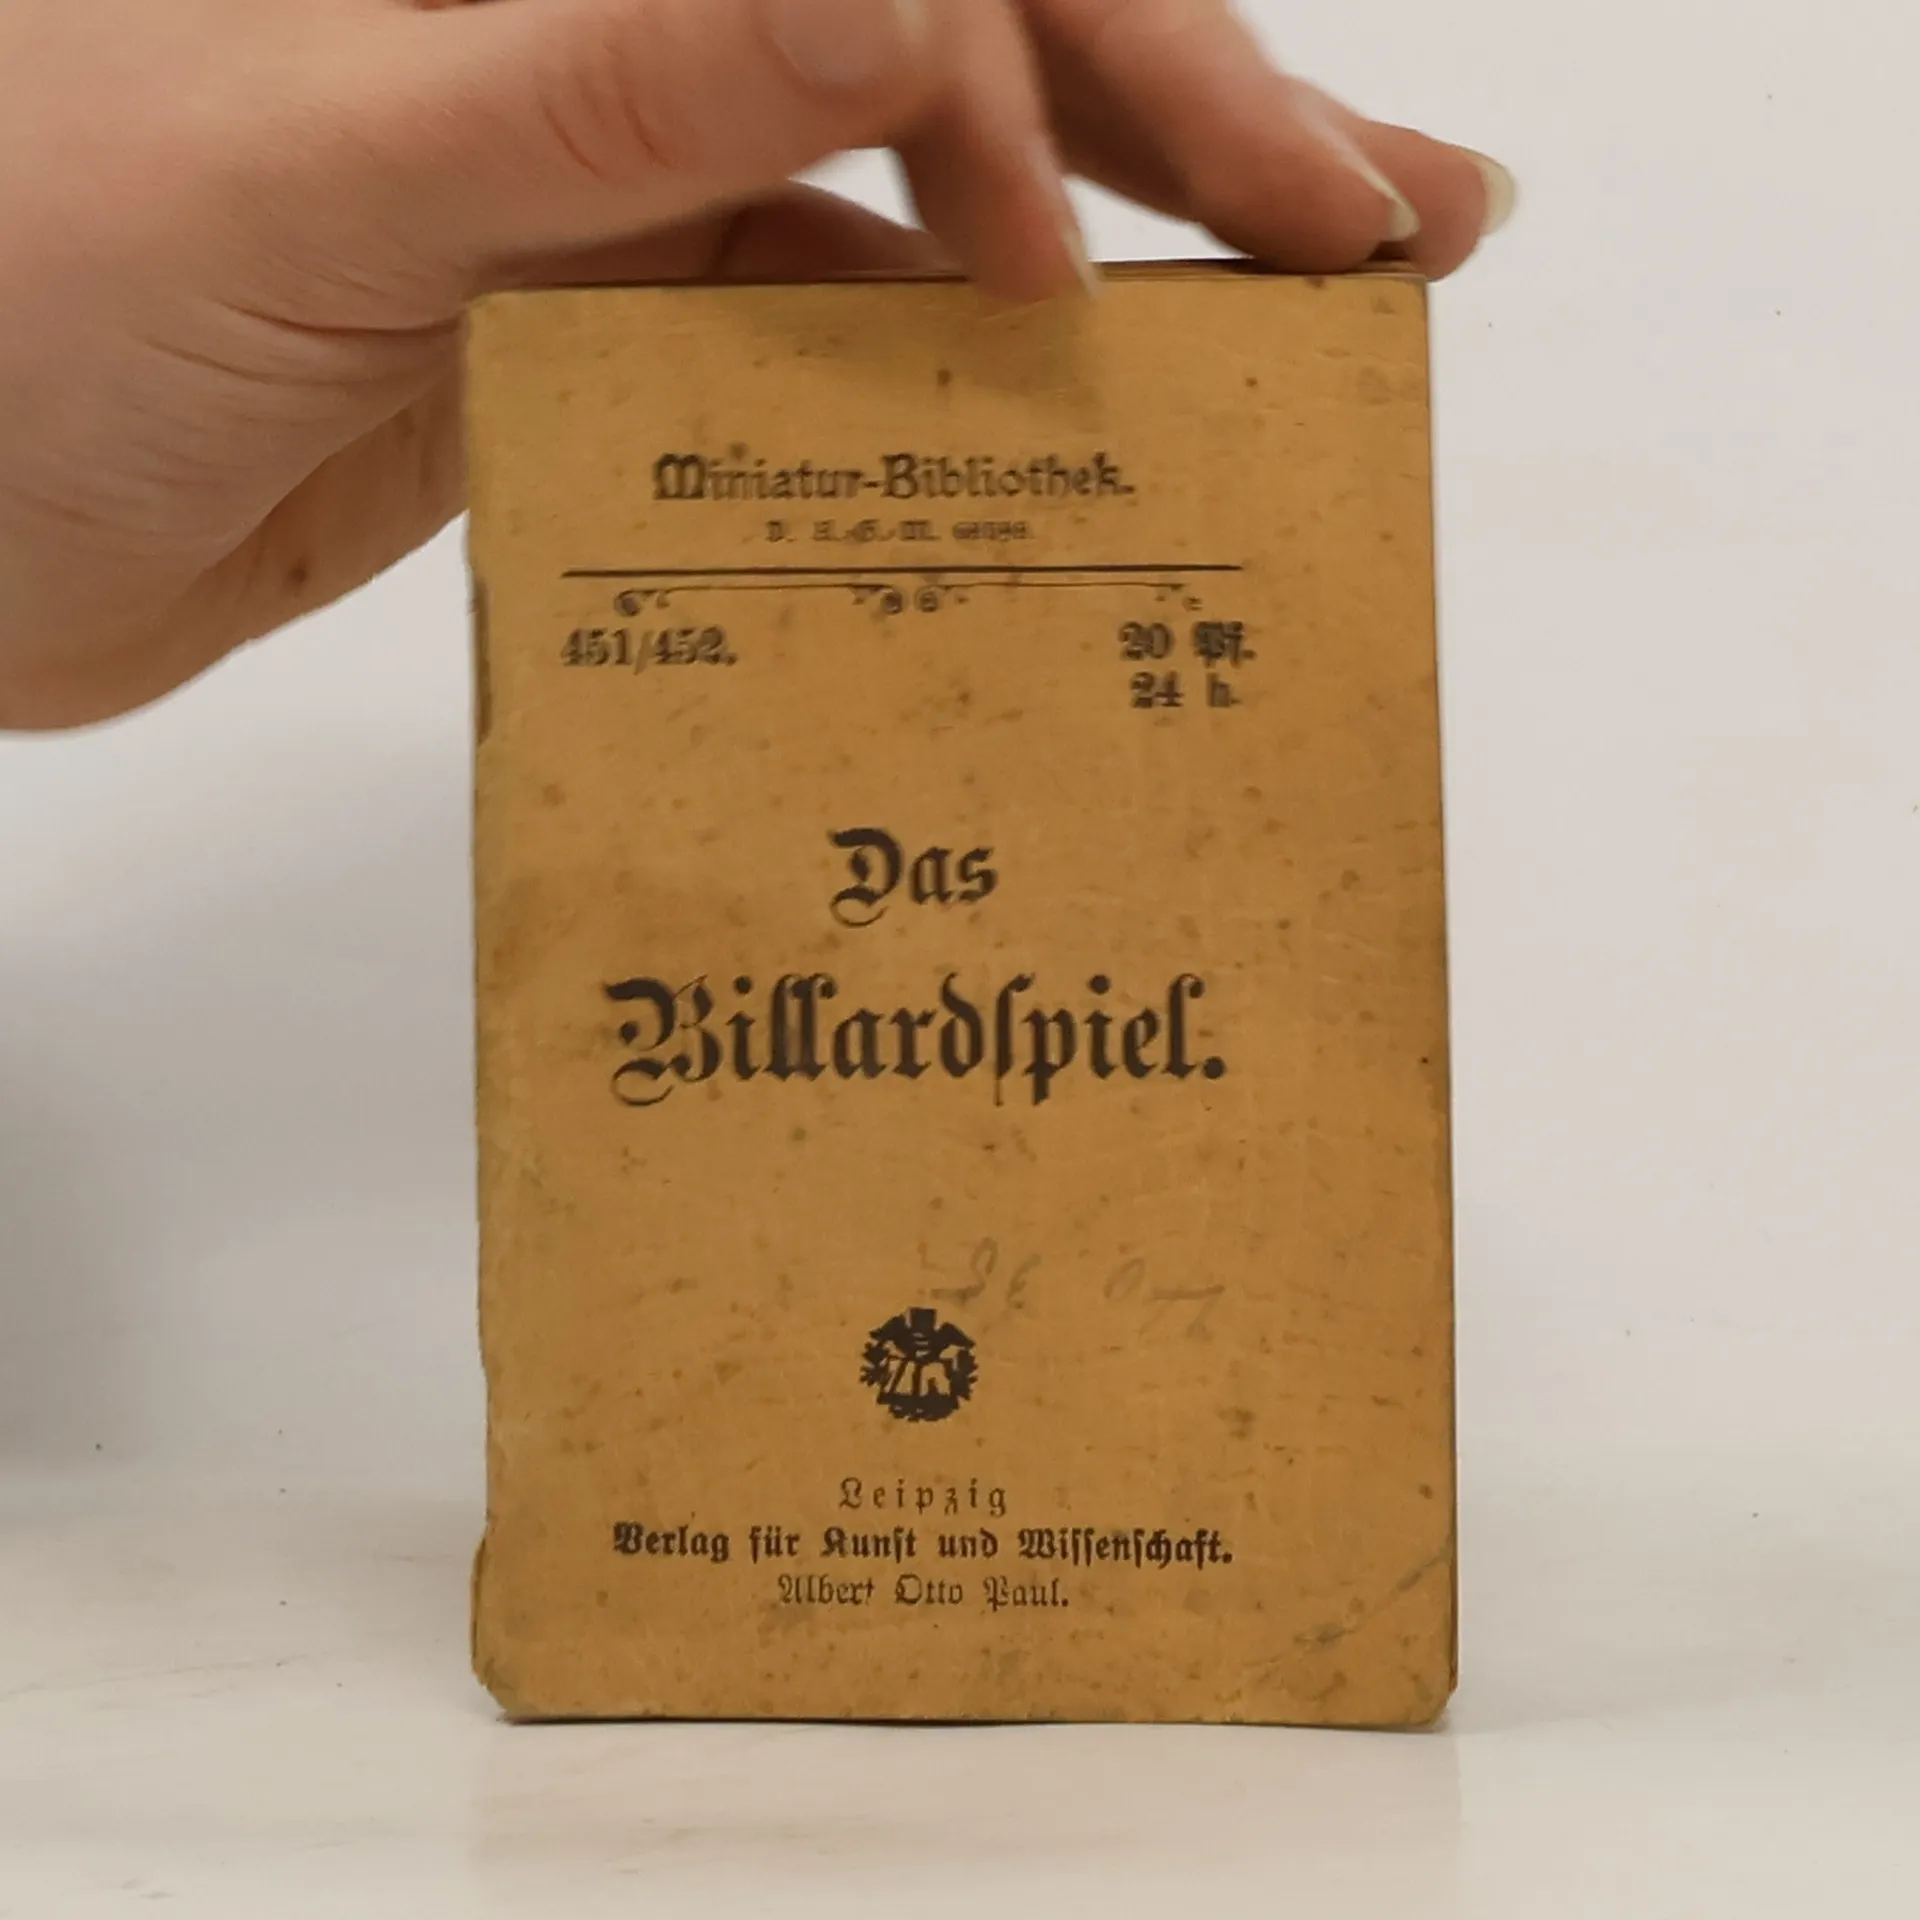 Miniatur-Bibliothek.
D. R.-G.-M.
451/452. 20 Pf.
24 h.
Das
Billardſpiel.
Leipzig
Verlag für Kunſt und Wiſſenſchaft.
Albert Otto Paul.